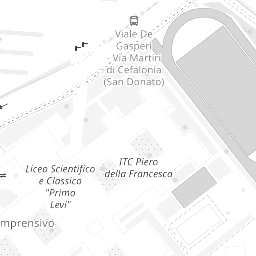 Viale De
Gasperi
- Via Martiri
di Cefalonia
(San Donato)
ITC Piero
della Francesca
Liceo Scientifico
e Classico
"Primo
Levi"
mprensivo